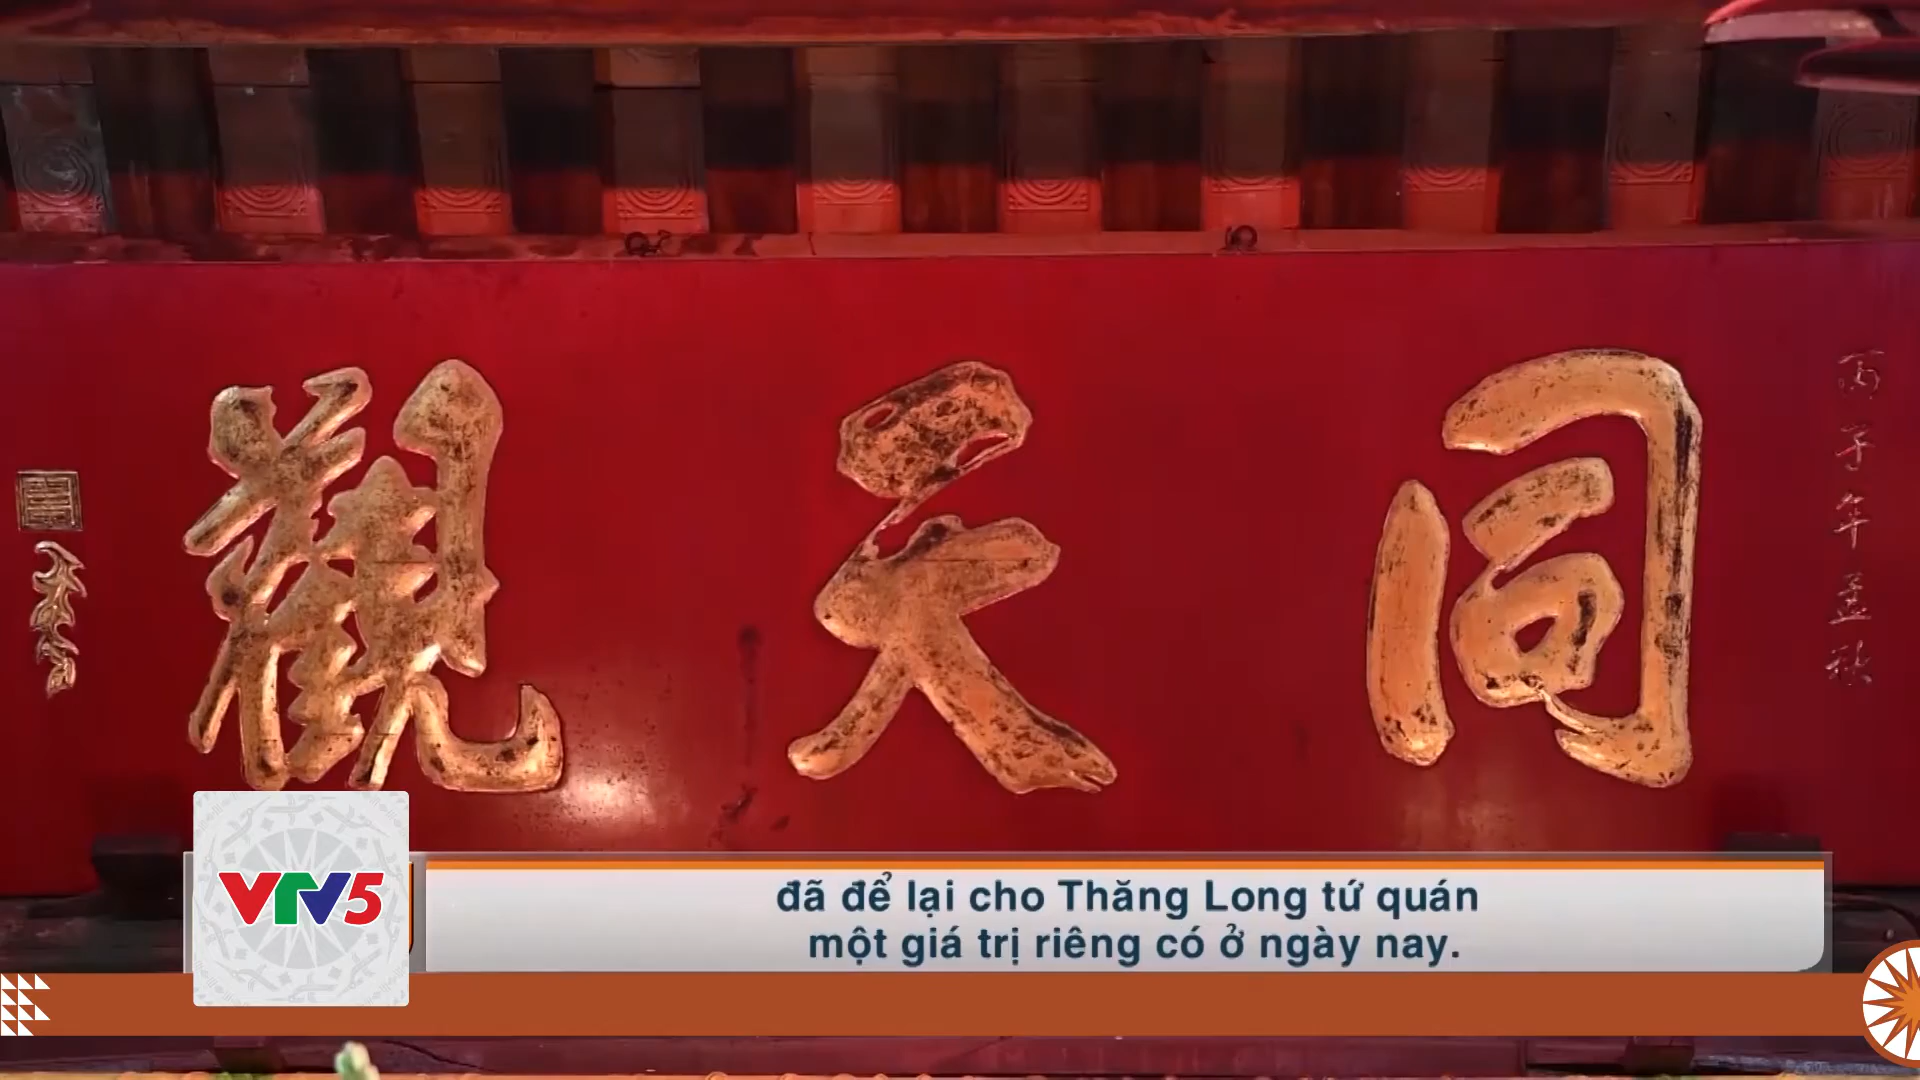 丙子年孟秋
同天觀
VTV5
đã để lại cho Thăng Long tứ quán
một giá trị riêng có ở ngày nay.